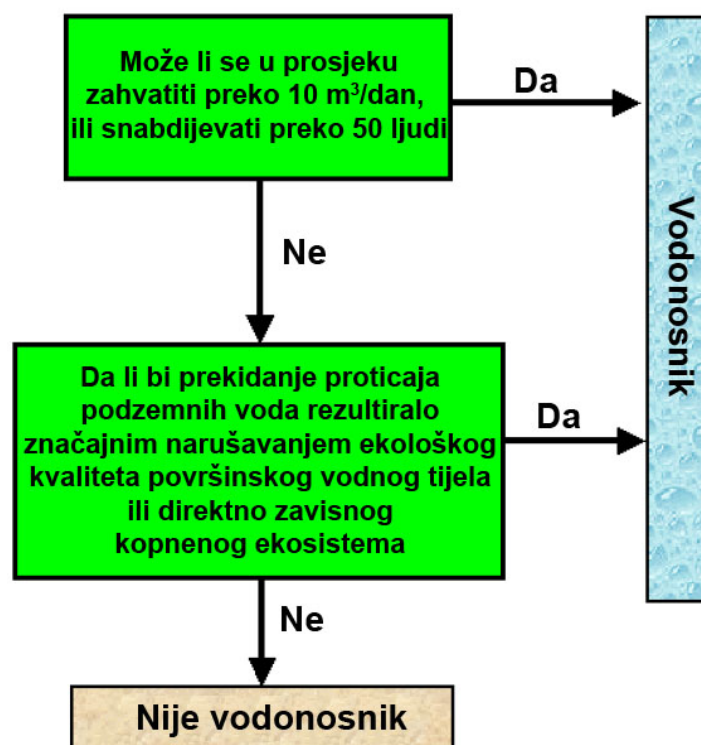 Može li se u prosjeku
zahvatiti preko 10 m³/dan,
ili snabdijevati preko 50 ljudi
Da
Ne
Vodonosnik
Da li bi prekidanje proticaja
podzemnih voda rezultiralo
značajnim narušavanjem ekološkog
kvaliteta površinskog vodnog tijela
ili direktno zavisnog
kopnenog ekosistema
Da
Ne
Nije vodonosnik